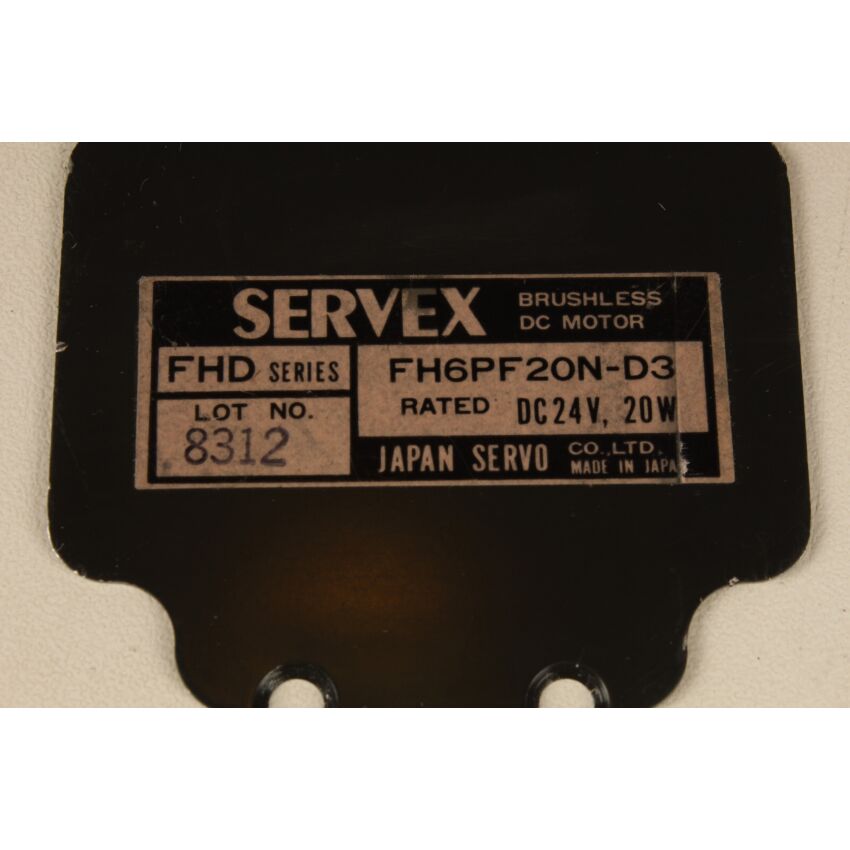 SERVEX BRUSHLESS
DC MOTOR
FHD SERIES
FH6PF20N-D3
RATED DC24V, 20W
LOT NO.
8312
JAPAN SERVO CO.,LTD.
MADE IN JAPA